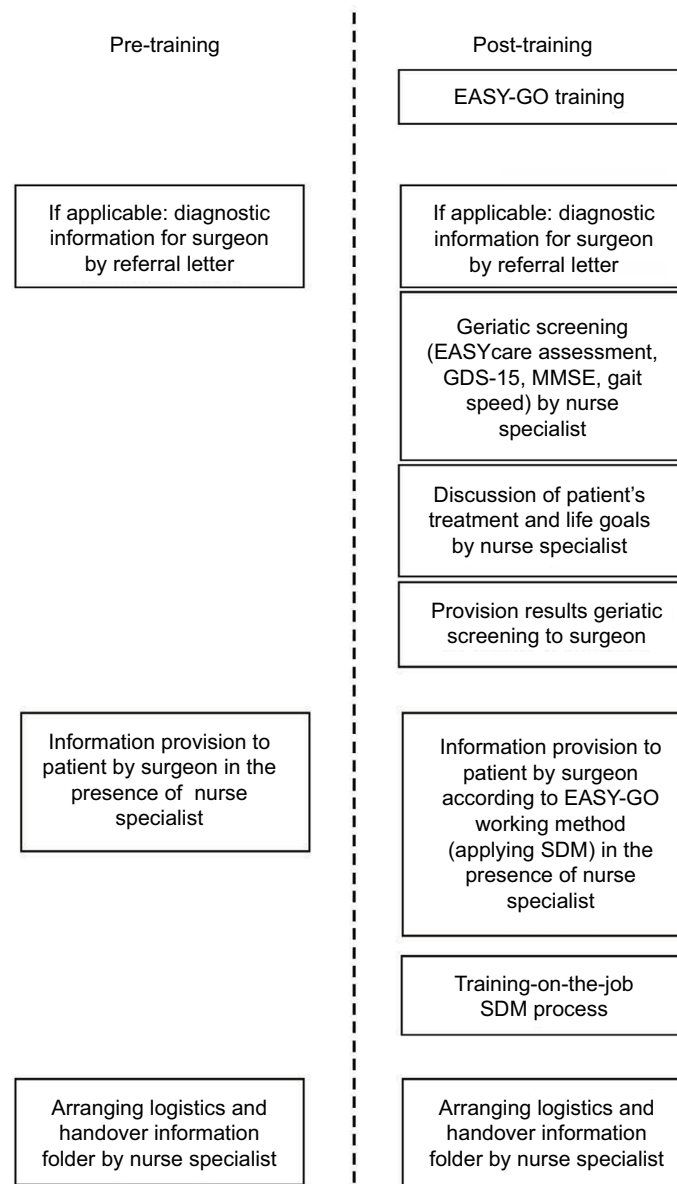 Pre-training
Post-training
EASY-GO training
If applicable: diagnostic
information for surgeon
by referral letter
If applicable: diagnostic
information for surgeon
by referral letter
Geriatic screening
(EASYcare assessment,
GDS-15, MMSE, gait
speed) by nurse
specialist
Discussion of patient’s
treatment and life goals
by nurse specialist
Provision results geriatic
screening to surgeon
Information provision to
patient by surgeon in the
presence of nurse
specialist
Information provision to
patient by surgeon
according to EASY-GO
working method
(applying SDM) in the
presence of nurse
specialist
Training-on-the-job
SDM process
Arranging logistics and
handover information
folder by nurse specialist
Arranging logistics and
handover information
folder by nurse specialist